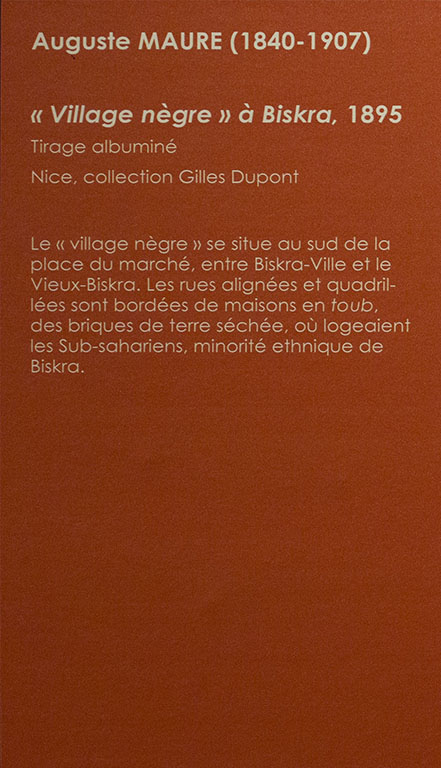 Auguste MAURE (1840-1907)
« Village nègre » à Biskra, 1895
Tirage albuminé
Nice, collection Gilles Dupont
Le « village nègre » se situe au sud de la
place du marché, entre Biskra-Ville et le
Vieux-Biskra. Les rues alignées et quadril-
lées sont bordées de maisons en toub,
des briques de terre séchée, où logeaient
les Sub-sahariens, minorité ethnique de
Biskra.